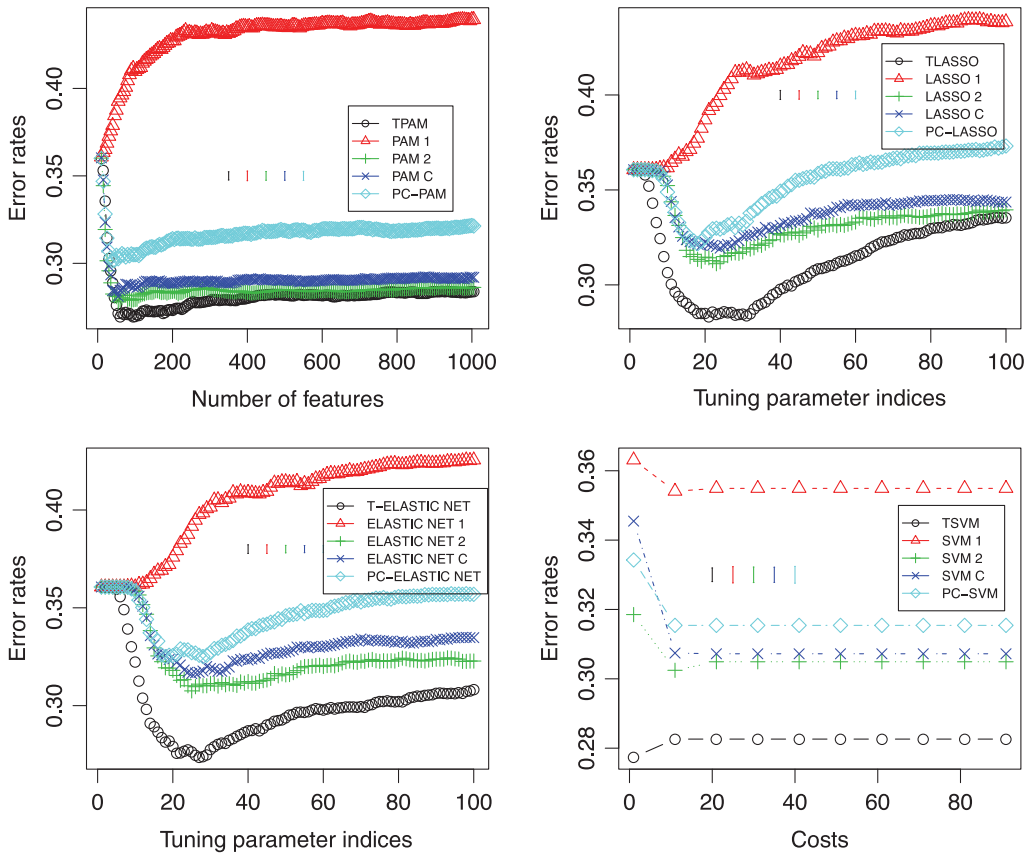 Error rates
0.40
0.35
0.30
TPAM
PAM 1
PAM 2
PAM C
PC-PAM
0 200 400 600 800 1000
Number of features
Error rates
0.40
0.35
0.30
TLASSO
LASSO 1
LASSO 2
LASSO C
PC-LASSO
0 20 40 60 80 100
Tuning parameter indices
Error rates
0.40
0.35
0.30
T-ELASTIC NET
ELASTIC NET 1
ELASTIC NET 2
ELASTIC NET C
PC-ELASTIC NET
0 20 40 60 80 100
Tuning parameter indices
Error rates
0.36
0.34
0.32
0.30
0.28
TSVM
SVM 1
SVM 2
SVM C
PC-SVM
0 20 40 60 80
Costs